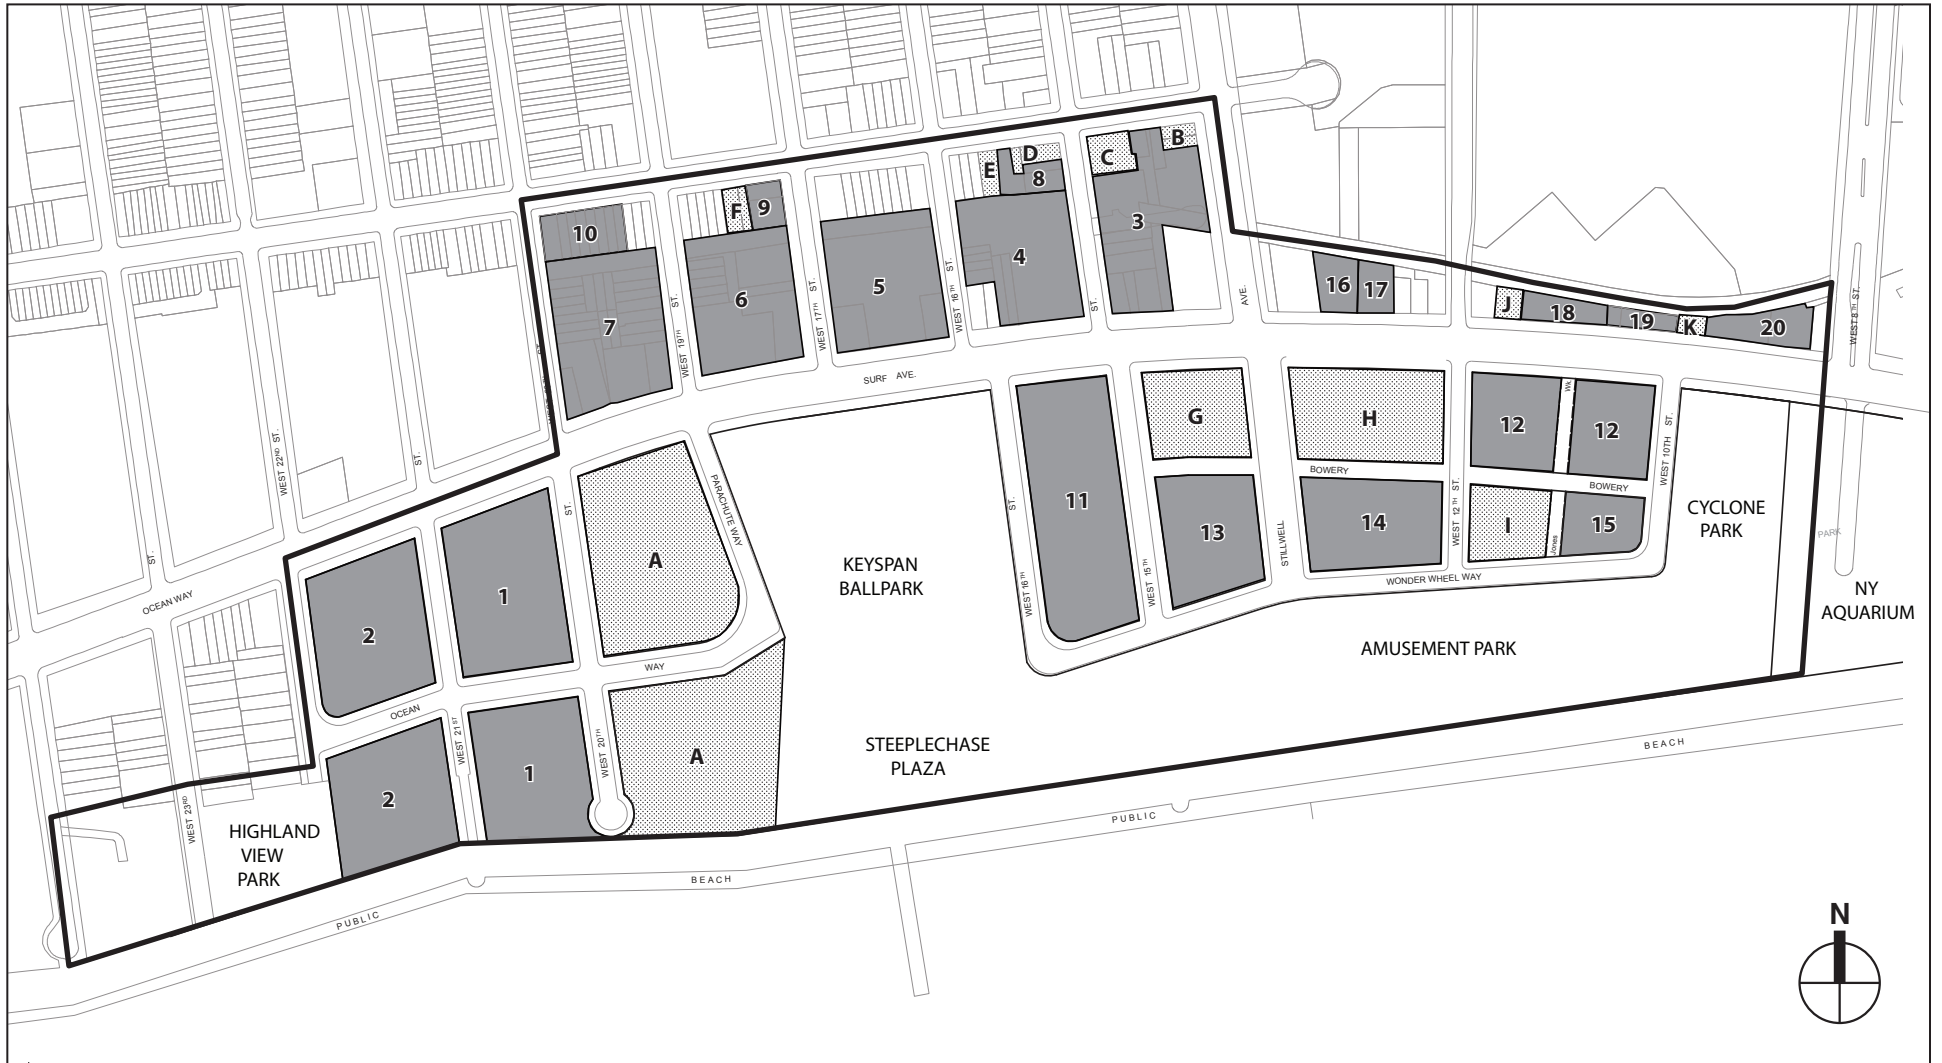 B
C
D
E
8
F
9
10
3
4
5
6
7
16
17
J
18
19
K
20
WEST 8TH ST.
AVE.
ST.
WEST 16TH ST.
WEST 17TH ST.
WEST 19TH ST.
SURF AVE.
WEST 22ND ST.
ST.
ST.
ST.
OCEAN WAY
G
H
12
Wk.
12
WEST 10TH ST.
BOWERY
BOWERY
11
13
14
I
15
Jones
WEST 12TH ST.
STILLWELL
WEST 15TH
WEST 16TH ST.
WONDER WHEEL WAY
CYCLONE
PARK
PARK
NY
AQUARIUM
KEYSPAN
BALLPARK
AMUSEMENT PARK
PARACHUTE WAY
A
1
2
WAY
OCEAN
WEST 21ST
WEST 20TH
A
1
2
STEEPLECHASE
PLAZA
HIGHLAND
VIEW
PARK
WEST 23RD
PUBLIC BEACH
PUBLIC BEACH
N